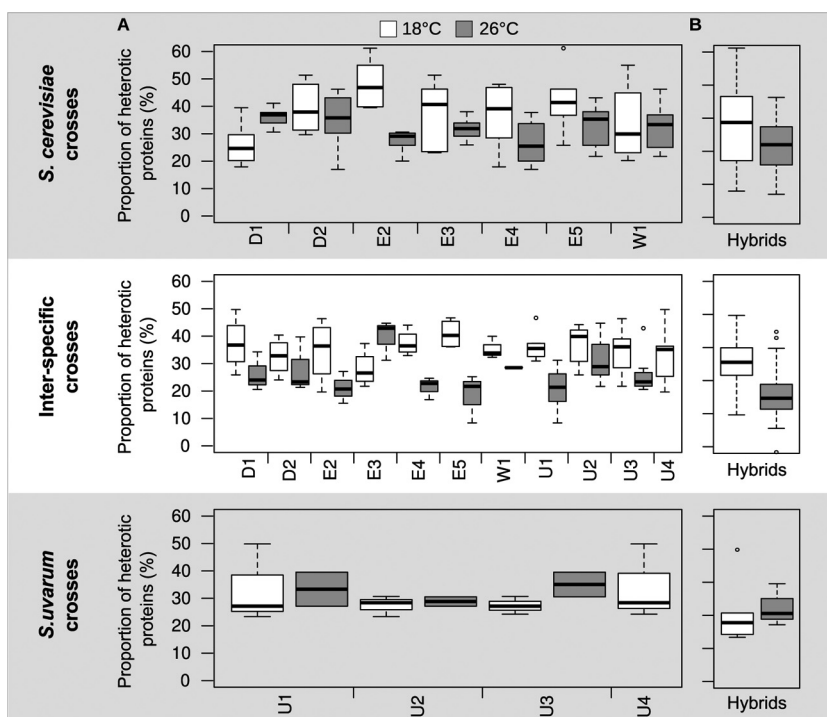 A
18°C 26°C
B
S. cerevisiae
crosses
Proportion of heterotic
proteins (%)
60
50
40
30
20
10
0
D1 D2 E2 E3 E4 E5 W1
Hybrids
Inter-specific
crosses
Proportion of heterotic
proteins (%)
60
50
40
30
20
10
0
D1 D2 E2 E3 E4 E5 W1 U1 U2 U3 U4
Hybrids
S.uvarum
crosses
Proportion of heterotic
proteins (%)
60
50
40
30
20
10
0
U1 U2 U3 U4
Hybrids